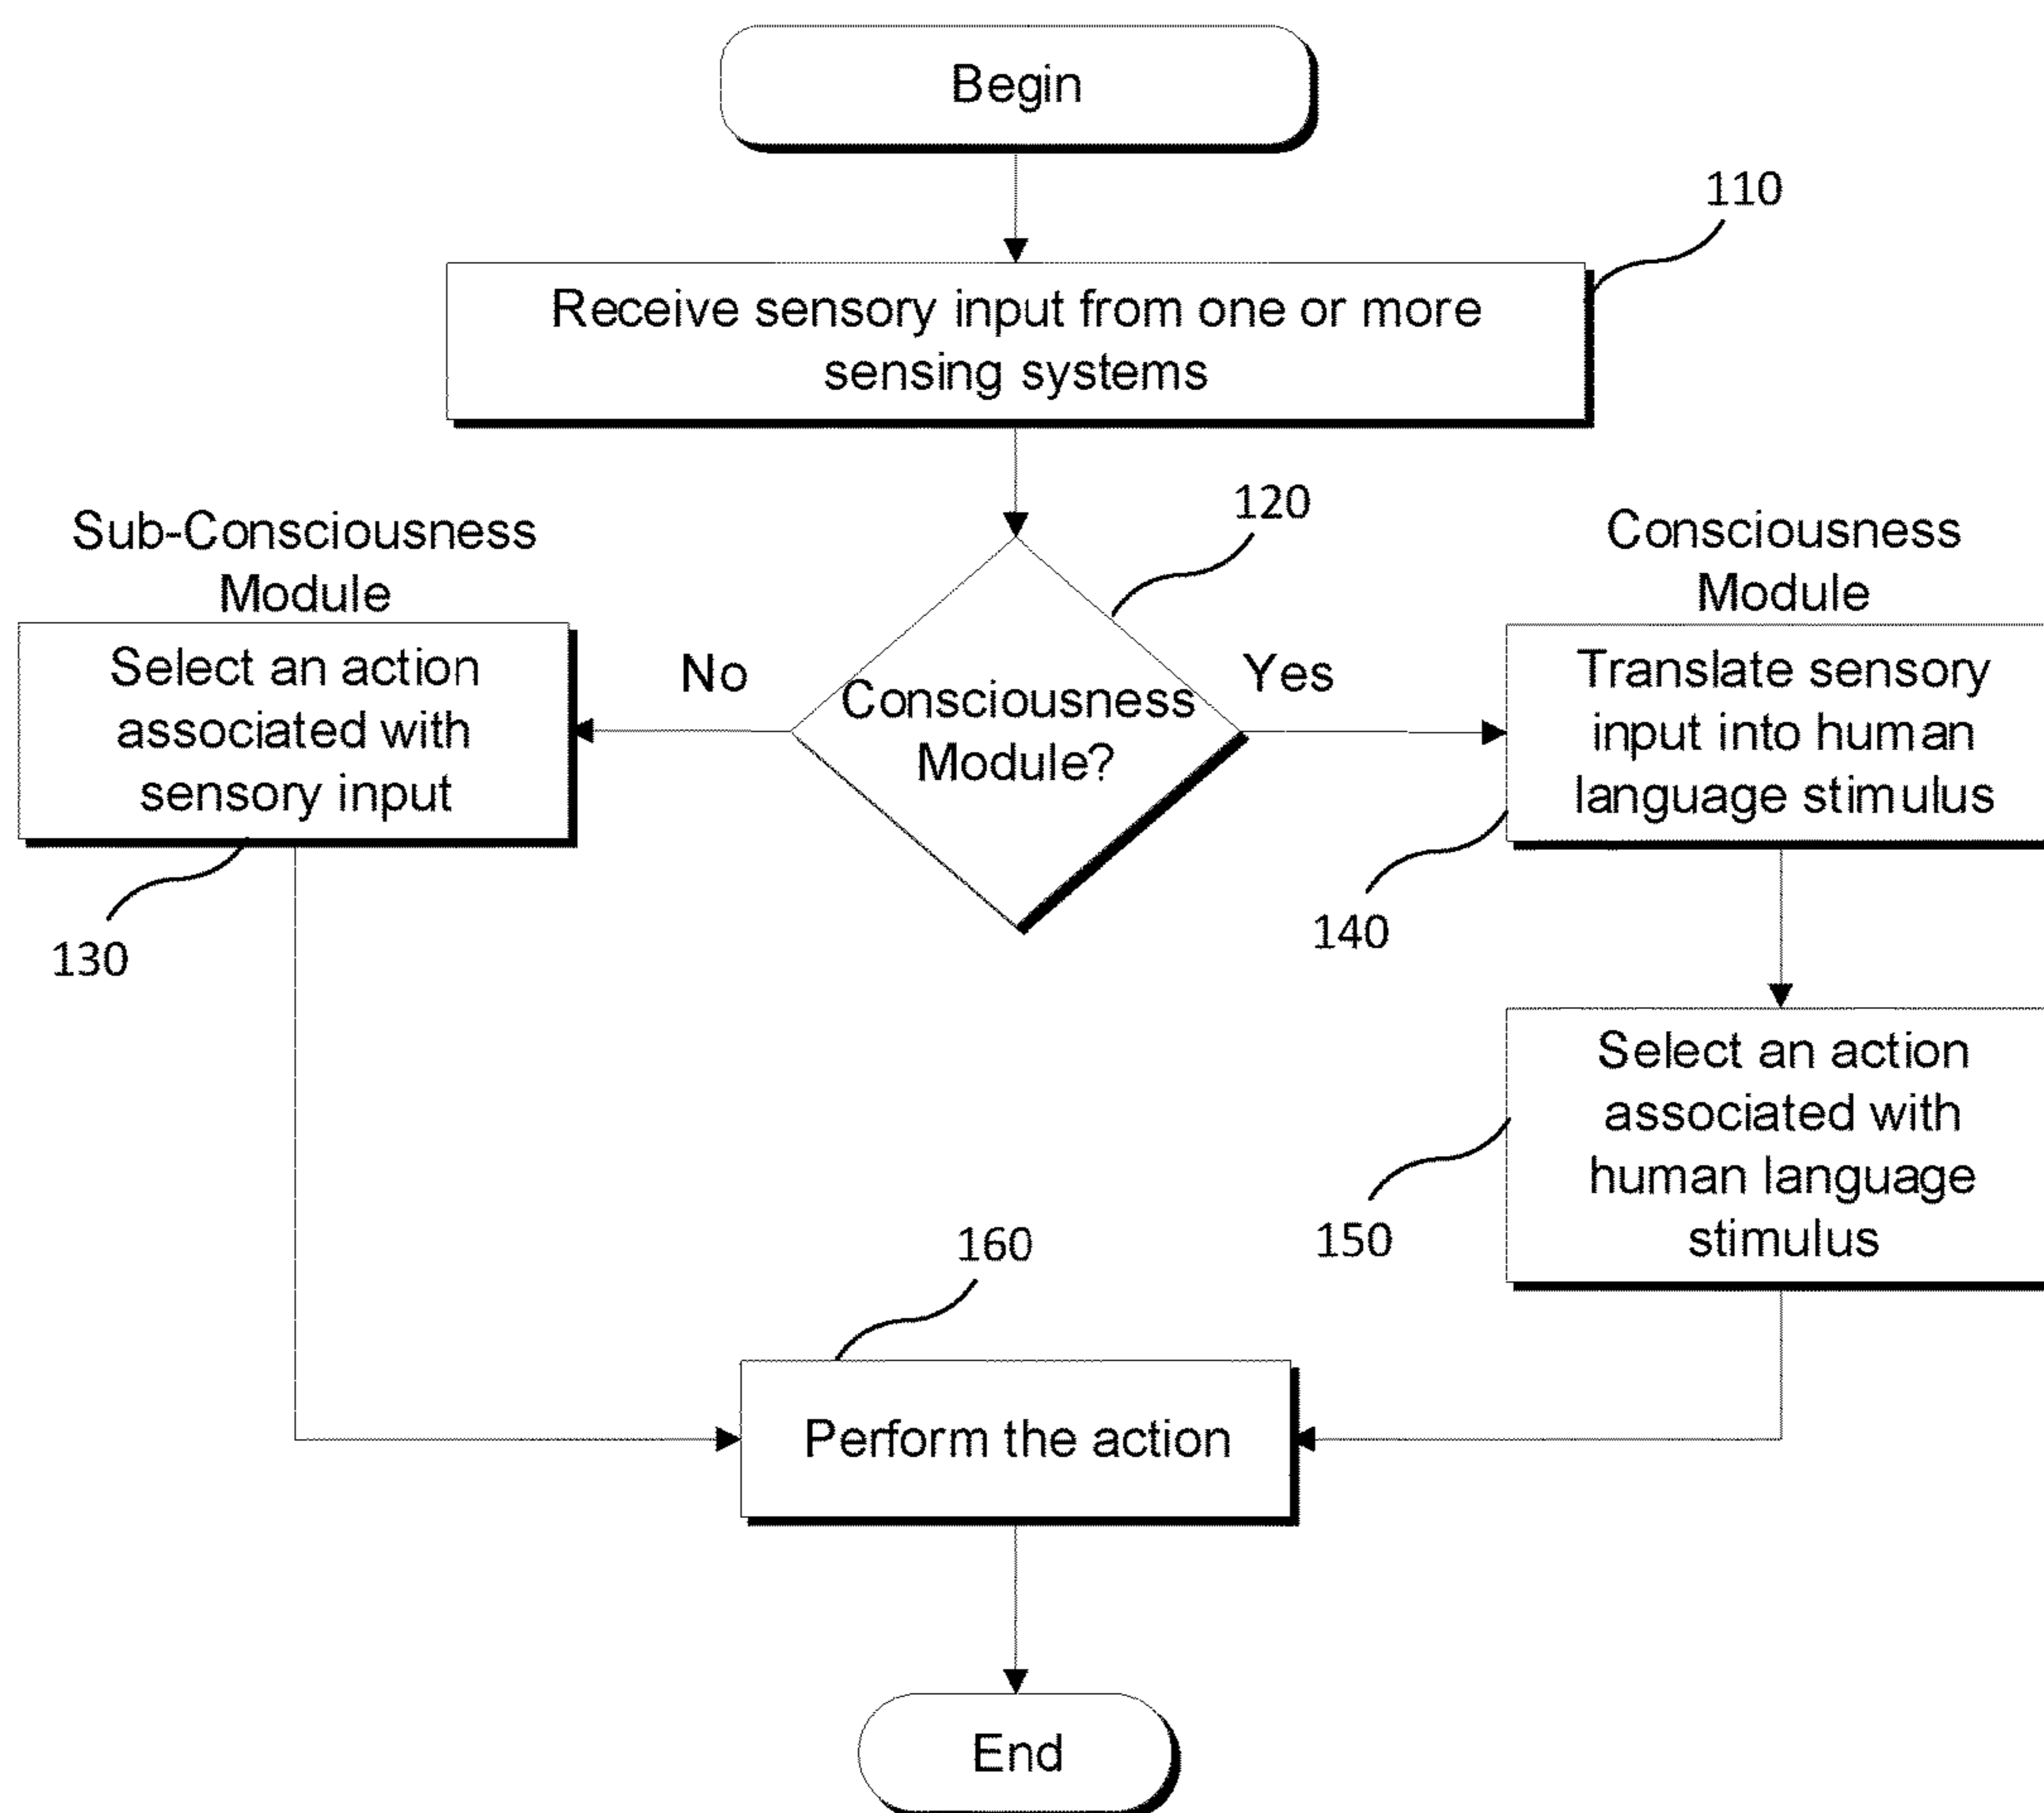 Begin
110
Receive sensory input from one or more
sensing systems
120
Sub-Consciousness
Module
Consciousness
Module
Select an action
associated with
sensory input
No
Consciousness
Module?
Yes
Translate sensory
input into human
language stimulus
130
140
Select an action
associated with
human language
stimulus
150
160
Perform the action
End